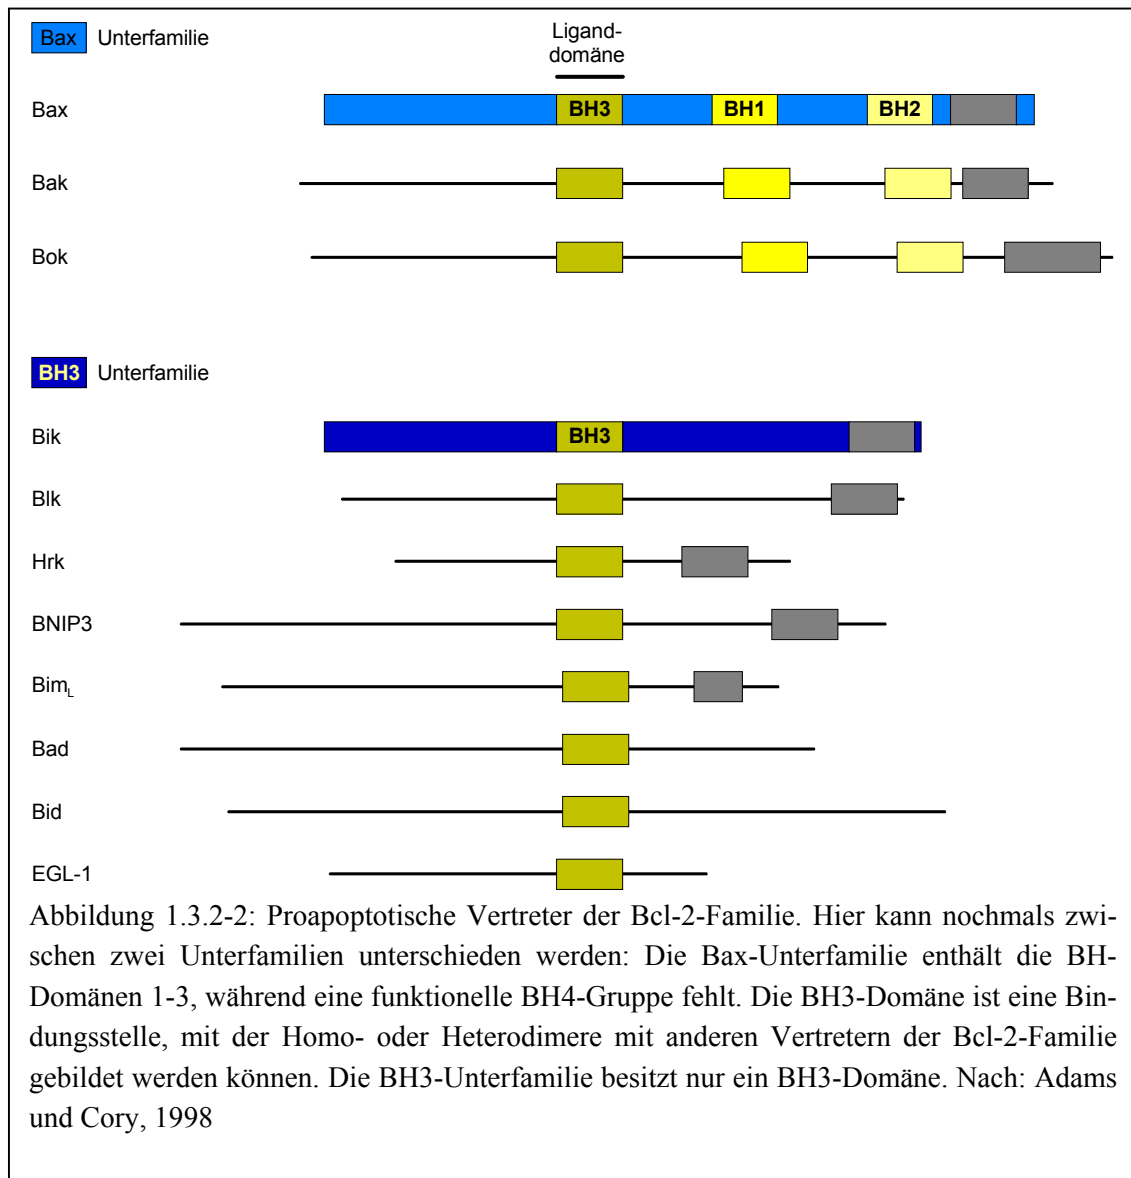 Bax Unterfamilie
Ligand-
domäne
Bax
BH3 BH1 BH2
Bak
Bok
BH3 Unterfamilie
Bik
BH3
Blk
Hrk
BNIP3
BimL
Bad
Bid
EGL-1
Abbildung 1.3.2-2: Proapoptotische Vertreter der Bcl-2-Familie. Hier kann nochmals zwi-
schen zwei Unterfamilien unterschieden werden: Die Bax-Unterfamilie enthält die BH-
Domänen 1-3, während eine funktionelle BH4-Gruppe fehlt. Die BH3-Domäne ist eine Bin-
dungsstelle, mit der Homo- oder Heterodimere mit anderen Vertretern der Bcl-2-Familie
gebildet werden können. Die BH3-Unterfamilie besitzt nur ein BH3-Domäne. Nach: Adams
und Cory, 1998